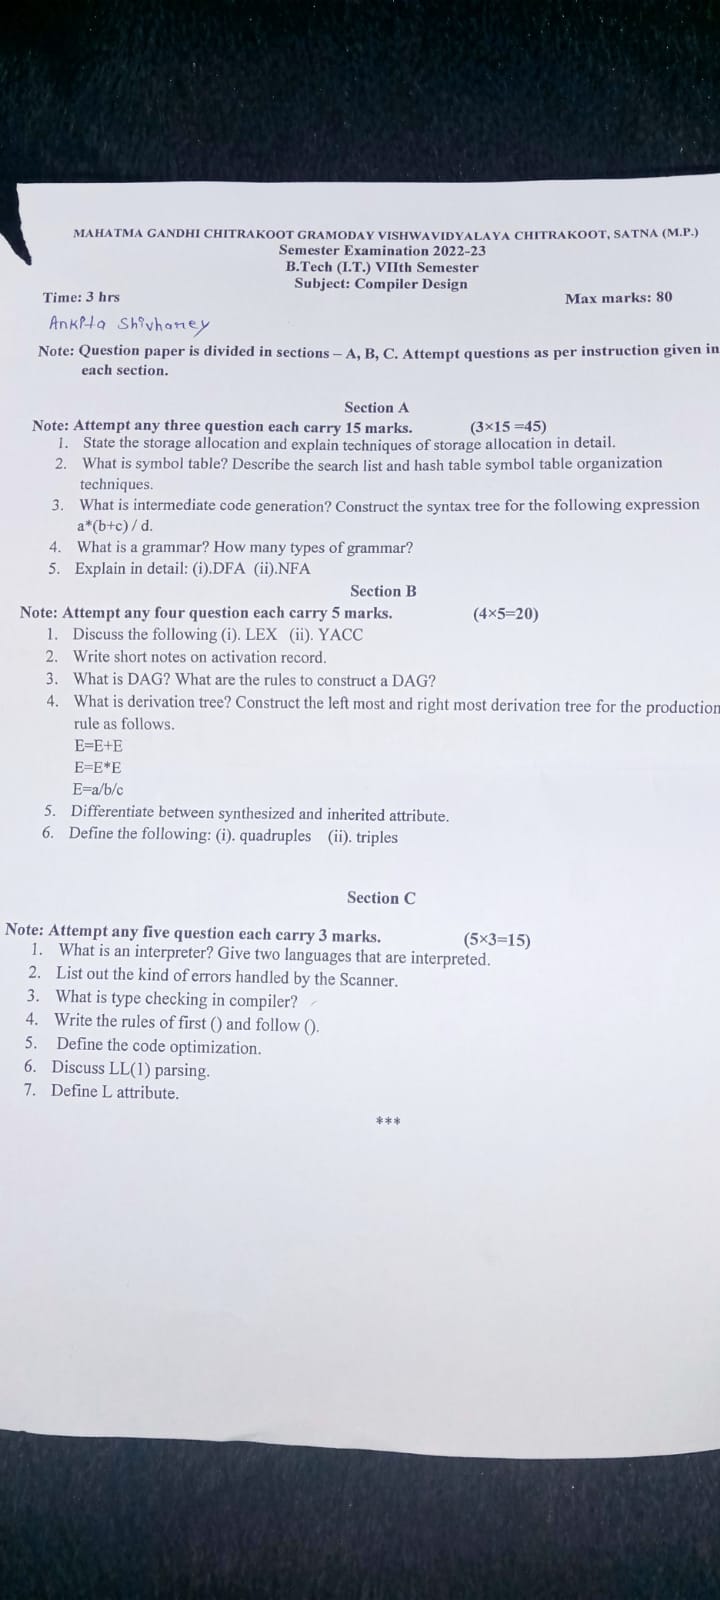 MAHATMA GANDHI CHITRAKOOT GRAMODAY VISHWAVIDYALAYA CHITRAKOOT, SATNA (M.P.)
Semester Examination 2022-23
B.Tech (I.T.) VIIth Semester
Subject: Compiler Design
Time: 3 hrs Max marks: 80
Ankita Shivharey
Note: Question paper is divided in sections – A, B, C. Attempt questions as per instruction given in
each section.
Section A
Note: Attempt any three question each carry 15 marks. (3×15 =45)
1. State the storage allocation and explain techniques of storage allocation in detail.
2. What is symbol table? Describe the search list and hash table symbol table organization
techniques.
3. What is intermediate code generation? Construct the syntax tree for the following expression
a*(b+c) / d.
4. What is a grammar? How many types of grammar?
5. Explain in detail: (i).DFA (ii).NFA
Section B
Note: Attempt any four question each carry 5 marks. (4×5=20)
1. Discuss the following (i). LEX (ii). YACC
2. Write short notes on activation record.
3. What is DAG? What are the rules to construct a DAG?
4. What is derivation tree? Construct the left most and right most derivation tree for the production
rule as follows.
E=E+E
E=E*E
E=a/b/c
5. Differentiate between synthesized and inherited attribute.
6. Define the following: (i). quadruples (ii). triples
Section C
Note: Attempt any five question each carry 3 marks. (5×3=15)
1. What is an interpreter? Give two languages that are interpreted.
2. List out the kind of errors handled by the Scanner.
3. What is type checking in compiler?
4. Write the rules of first () and follow ().
5. Define the code optimization.
6. Discuss LL(1) parsing.
7. Define L attribute.
***